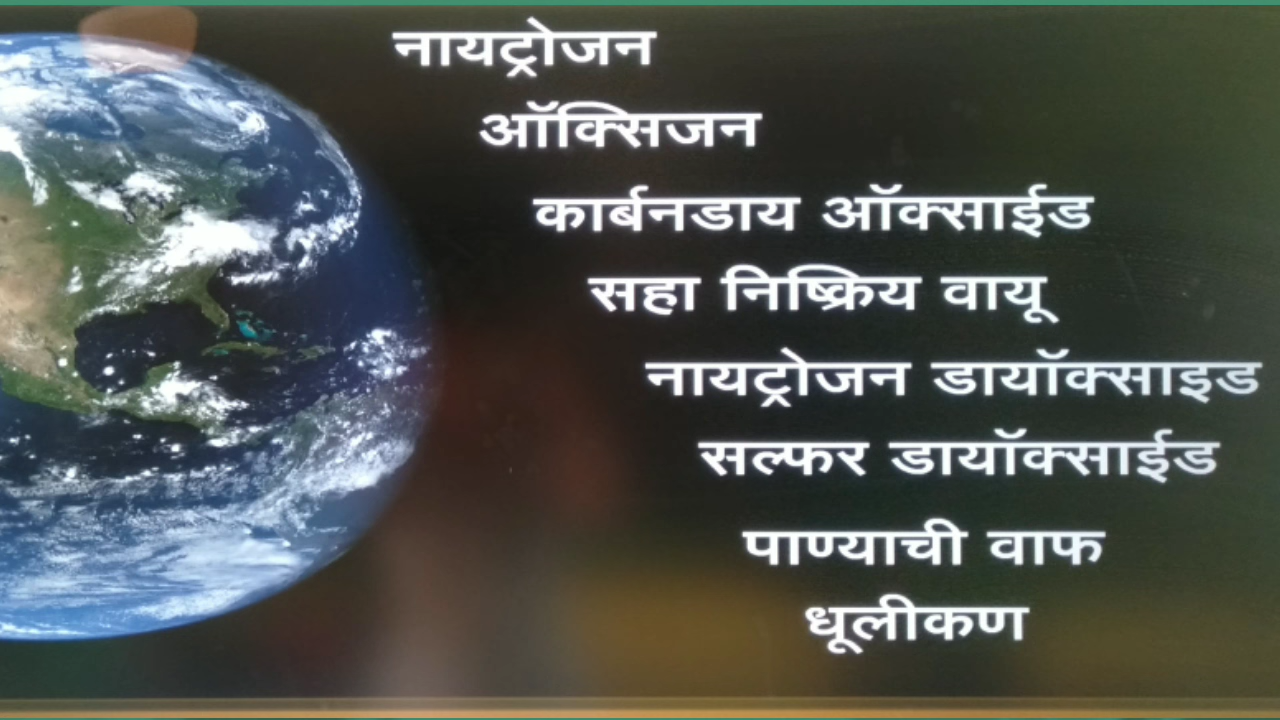 नायट्रोजन
ऑक्सिजन
कार्बनडाय ऑक्साईड
सहा निष्क्रिय वायू
नायट्रोजन डायॉक्साइड
सल्फर डायॉक्साईड
पाण्याची वाफ
धूलीकण